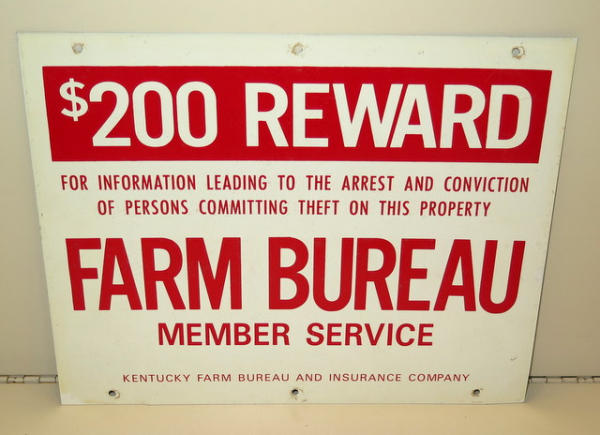 $200 REWARD
FOR INFORMATION LEADING TO THE ARREST AND CONVICTION
OF PERSONS COMMITTING THEFT ON THIS PROPERTY
FARM BUREAU
MEMBER SERVICE
KENTUCKY FARM BUREAU AND INSURANCE COMPANY